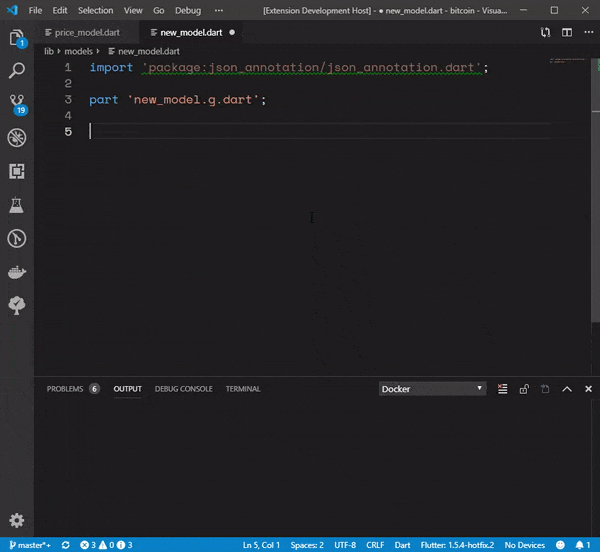 File Edit Selection View Go Debug ••• [Extension Development Host] - ● new_model.dart - bitcoin - Visua...
price_model.dart new_model.dart
lib › models › new_model.dart
1 import 'package:json_annotation/json_annotation.dart';
2
3 part 'new_model.g.dart';
4
5
1
19
PROBLEMS 6 OUTPUT DEBUG CONSOLE TERMINAL Docker
master*+ 3 0 3 Ln 5, Col 1 Spaces: 2 UTF-8 CRLF Dart Flutter: 1.5.4-hotfix.2 No Devices 1